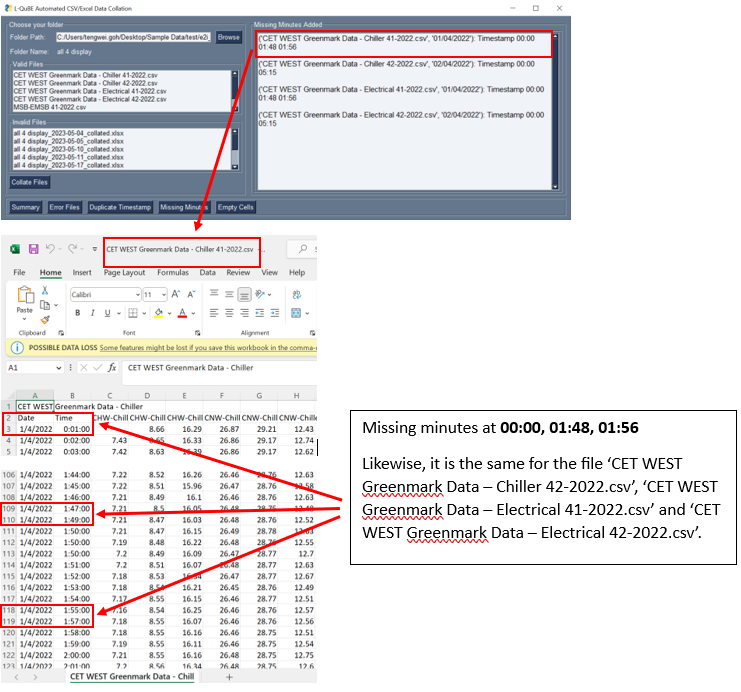 L-QuBE Automated CSV/Excel Data Collation
Choose your folder
Folder Path: C:/Users/tengwei.goh/Desktop/Sample Data/test/e2i_ Browse
Folder Name: all 4 display
Valid Files
CET WEST Greenmark Data - Chiller 41-2022.csv
CET WEST Greenmark Data - Chiller 42-2022.csv
CET WEST Greenmark Data - Electrical 41-2022.csv
CET WEST Greenmark Data - Electrical 42-2022.csv
MSB-EMSB 41-2022.csv
Invalid Files
all 4 display_2023-05-04_collated.xlsx
all 4 display_2023-05-05_collated.xlsx
all 4 display_2023-05-10_collated.xlsx
all 4 display_2023-05-11_collated.xlsx
all 4 display_2023-05-17_collated.xlsx
Collate Files
Summary Error Files Duplicate Timestamp Missing Minutes Empty Cells
Missing Minutes Added
('CET WEST Greenmark Data - Chiller 41-2022.csv', '01/04/2022'): Timestamp 00:00
01:48 01:56
('CET WEST Greenmark Data - Chiller 42-2022.csv', '02/04/2022'): Timestamp 00:00
05:15
('CET WEST Greenmark Data - Electrical 41-2022.csv', '01/04/2022'): Timestamp 00:00
01:48 01:56
('CET WEST Greenmark Data - Electrical 42-2022.csv', '02/04/2022'): Timestamp 00:00
05:15
CET WEST Greenmark Data - Chiller 41-2022.csv
File Home Insert Page Layout Formulas Data Review View Help
Paste
Calibri 11 A A
B I U A
Clipboard Font Alignment
POSSIBLE DATA LOSS Some features might be lost if you save this workbook in the comma-
A1 fx CET WEST Greenmark Data - Chiller
A B C D E F G H
1 CET WEST Greenmark Data - Chiller
2 Date Time CHW-Chill CHW-Chill CHW-Chill CNW-Chill CNW-Chill CNW-Chille
3 1/4/2022 0:01:00 8.66 16.29 26.87 29.21 12.43
4 1/4/2022 0:02:00 7.43 8.65 16.33 26.86 29.17 12.74
5 1/4/2022 0:03:00 7.42 8.63 16.39 26.86 29.17 12.62
106 1/4/2022 1:44:00 7.22 8.52 16.26 26.46 28.76 12.63
107 1/4/2022 1:45:00 7.22 8.51 15.96 26.47 28.76 12.58
108 1/4/2022 1:46:00 7.21 8.49 16.1 26.46 28.76 12.63
109 1/4/2022 1:47:00 7.21 8.5 16.05 26.48 28.76 12.48
110 1/4/2022 1:49:00 7.21 8.47 16.03 26.48 28.76 12.52
111 1/4/2022 1:50:00 7.21 8.47 16.15 26.49 28.78 12.63
112 1/4/2022 1:50:00 7.19 8.48 16.22 26.48 28.76 12.55
113 1/4/2022 1:50:00 7.2 8.49 16.09 26.47 28.77 12.7
114 1/4/2022 1:51:00 7.2 8.51 16.07 26.48 28.77 12.63
115 1/4/2022 1:52:00 7.18 8.53 16.34 26.47 28.77 12.67
116 1/4/2022 1:53:00 7.18 8.54 16.21 26.45 28.76 12.49
117 1/4/2022 1:54:00 7.17 8.55 16.15 26.46 28.76 12.51
118 1/4/2022 1:55:00 7.16 8.54 16.25 26.46 28.76 12.57
119 1/4/2022 1:57:00 7.18 8.55 16.07 26.46 28.76 12.56
120 1/4/2022 1:58:00 7.18 8.55 16.16 26.46 28.75 12.51
121 1/4/2022 1:59:00 7.19 8.55 16.11 26.46 28.75 12.54
122 1/4/2022 2:00:00 7.21 8.55 16.16 26.48 28.75 12.75
123 1/4/2022 2:01:00 7.2 8.56 16.34 26.48 28.75 12.6
CET WEST Greenmark Data - Chill
Missing minutes at 00:00, 01:48, 01:56
Likewise, it is the same for the file ‘CET WEST
Greenmark Data – Chiller 42-2022.csv’, ‘CET WEST
Greenmark Data – Electrical 41-2022.csv’ and ‘CET
WEST Greenmark Data – Electrical 42-2022.csv’.